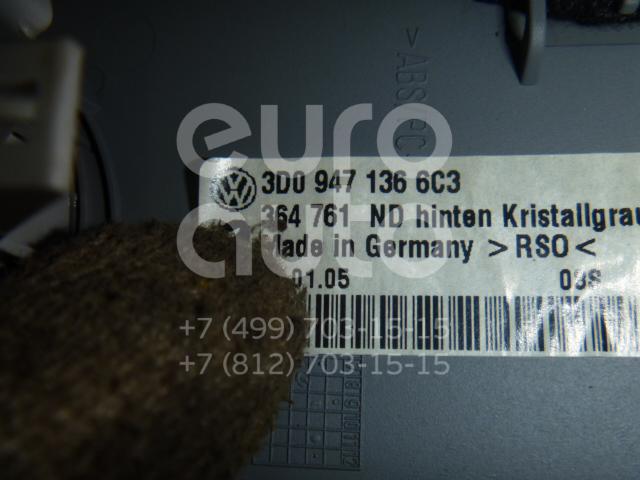 >ABS/PC
3D0 947 136 6C3
364 761 ND hinten Kristallgrau
Made in Germany >RSO<
01.05
euro
auto
+7 (499) 703-15-15
+7 (812) 703-15-15